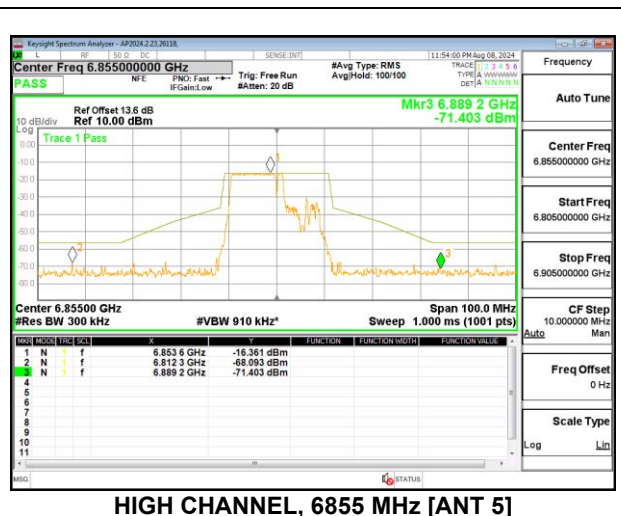 Keysight Spectrum Analyzer - AP2024.2.23,26118,
L RF 50 Ω DC SENSE:INT 11:54:00 PM Aug 08, 2024
Center Freq 6.855000000 GHz
PASS
NFE PNO: Fast Trig: Free Run
IFGain:Low #Atten: 20 dB
#Avg Type: RMS
Avg|Hold: 100/100
TRACE 1 2 3 4 5 6
TYPE A WWWWW
DET A N N N N N
Mkr3 6.889 2 GHz
-71.403 dBm
Ref Offset 13.6 dB
10 dB/div Ref 10.00 dBm
Log
Trace 1 Pass
0.00
-10.0
-20.0
-30.0
-40.0
-50.0
-60.0
-70.0
-80.0
1
2
3
Center 6.85500 GHz Span 100.0 MHz
#Res BW 300 kHz #VBW 910 kHz* Sweep 1.000 ms (1001 pts)
MKR MODE TRC SCL X Y FUNCTION FUNCTION WIDTH FUNCTION VALUE
1 N 1 f 6.853 6 GHz -16.361 dBm
2 N 1 f 6.812 3 GHz -68.093 dBm
3 N 1 f 6.889 2 GHz -71.403 dBm
4
5
6
7
8
9
10
11
MSG STATUS
Frequency
Auto Tune
Center Freq
6.855000000 GHz
Start Freq
6.805000000 GHz
Stop Freq
6.905000000 GHz
CF Step
10.000000 MHz
Auto Man
Freq Offset
0 Hz
Scale Type
Log Lin
HIGH CHANNEL, 6855 MHz [ANT 5]